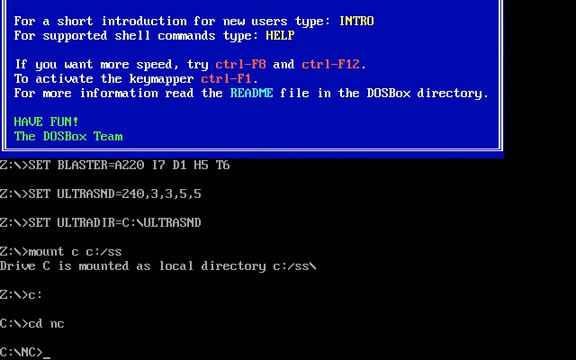 For a short introduction for new users type: INTRO
For supported shell commands type: HELP
If you want more speed, try ctrl-F8 and ctrl-F12.
To activate the keymapper ctrl-F1.
For more information read the README file in the DOSBox directory.
HAVE FUN!
The DOSBox Team
Z:\>SET BLASTER=A220 I7 D1 H5 T6
Z:\>SET ULTRASND=240,3,3,5,5
Z:\>SET ULTRADIR=C:\ULTRASND
Z:\>mount c c:/ss
Drive C is mounted as local directory c:/ss\
Z:\>c:
C:\>cd nc
C:\NC>_